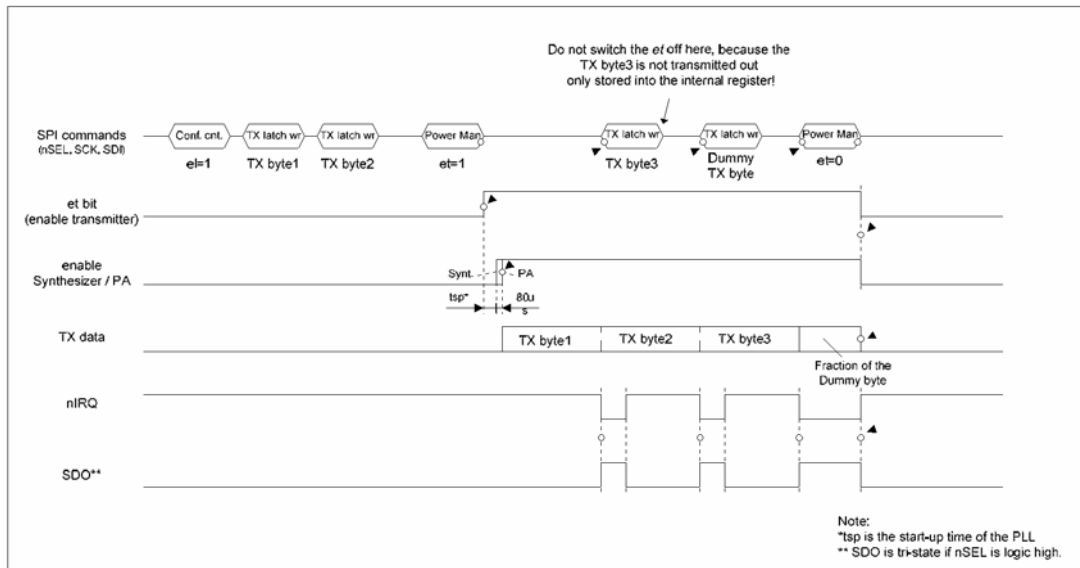 Do not switch the et off here, because the
TX byte3 is not transmitted out
only stored into the internal register!
SPI commands
(nSEL, SCK, SDI)
Conf. cnt.
TX latch wr
TX latch wr
Power Man
TX latch wr
TX latch wr
Power Man
el=1
TX byte1
TX byte2
et=1
TX byte3
Dummy
TX byte
et=0
et bit
(enable transmitter)
enable
Synthesizer / PA
Synt.
PA
tsp*
80u
s
TX data
TX byte1
TX byte2
TX byte3
Fraction of the
Dummy byte
nIRQ
SDO**
Note:
*tsp is the start-up time of the PLL
** SDO is tri-state if nSEL is logic high.